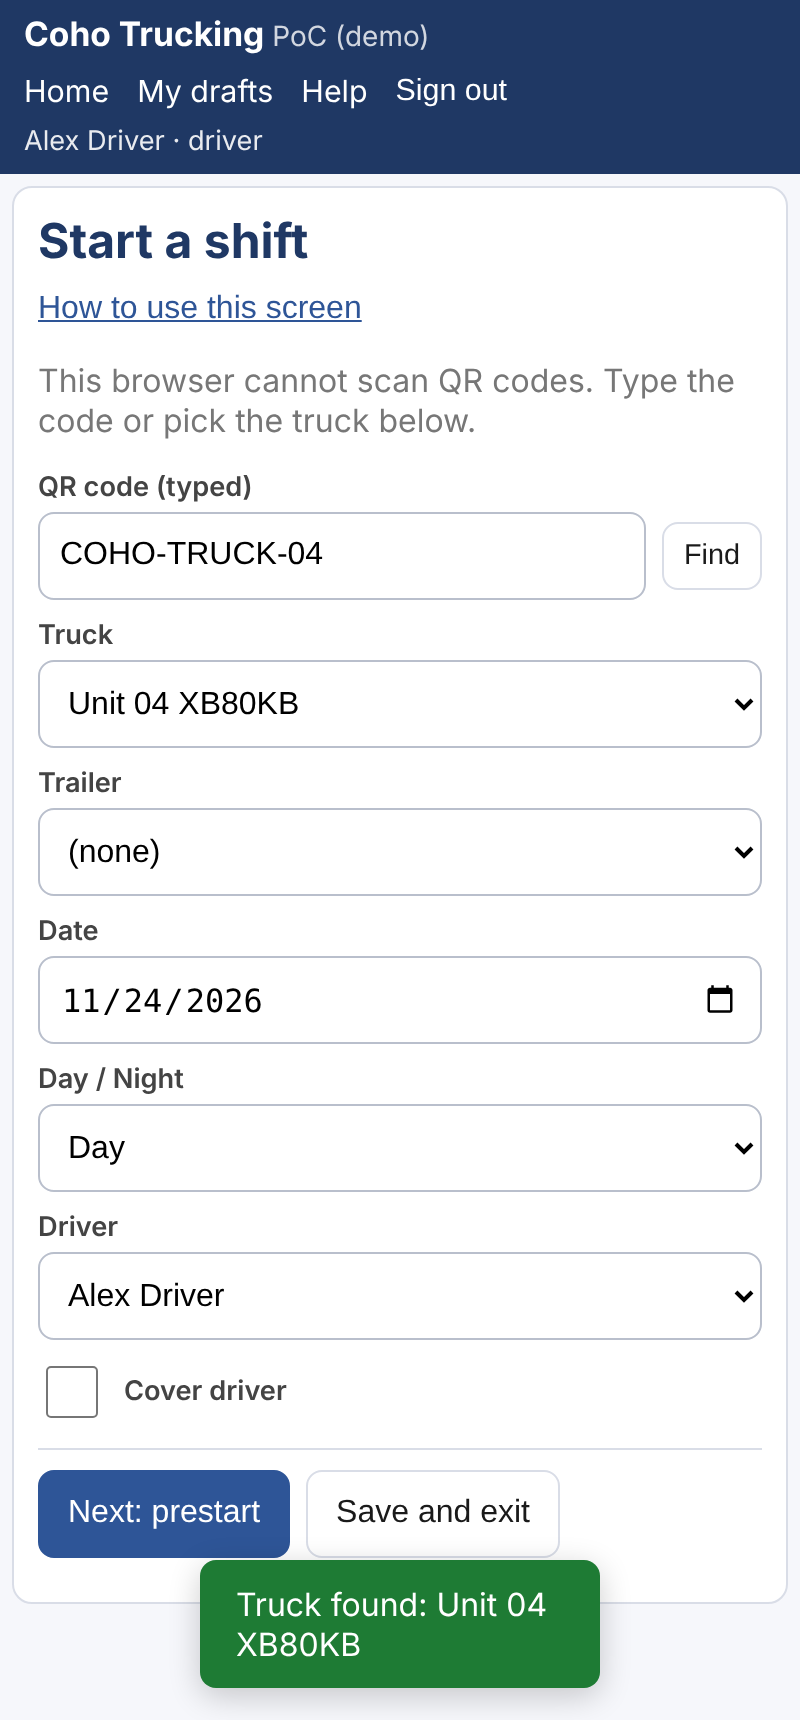 Coho Trucking PoC (demo)
Home My drafts Help Sign out
Alex Driver · driver
Start a shift
How to use this screen
This browser cannot scan QR codes. Type the
code or pick the truck below.
QR code (typed)
COHO-TRUCK-04 Find
Truck
Unit 04 XB80KB
Trailer
(none)
Date
11/24/2026
Day / Night
Day
Driver
Alex Driver
Cover driver
Next: prestart Save and exit
Truck found: Unit 04
XB80KB